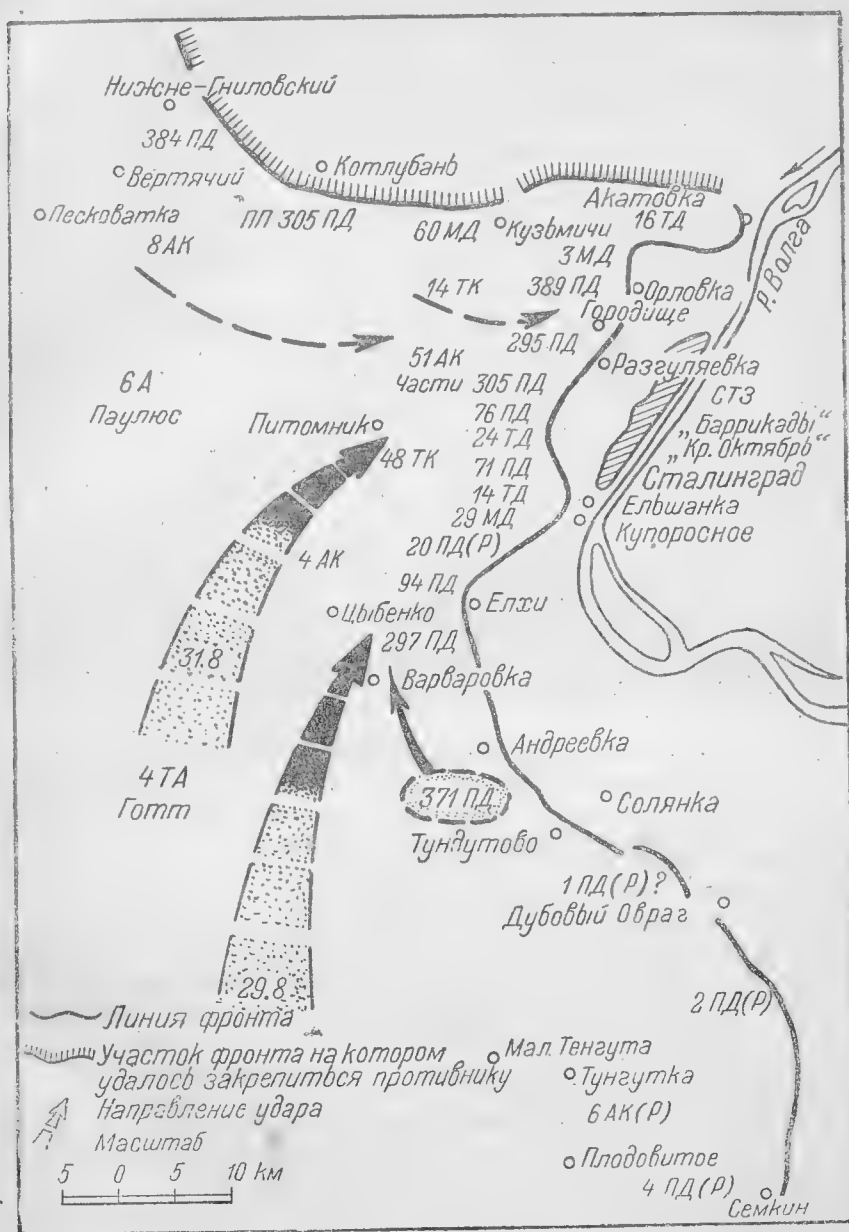 Нижне-Гниловский
384 ПД
Вертячий
Котлубань
Песковатка
ПП 305 ПД
8 АК
60 МД
Кузьмичи
Акатовка
16 ТД
3 МД
р. Волга
14 ТК
389 ПД
Орловка
Городище
295 ПД
51 АК
Разгуляевка
6 А
Паулюс
Части 305 ПД
СТЗ
76 ПД
„Баррикады“
Питомник
24 ТД
„Кр. Октябрь“
48 ТК
71 ПД
Сталинград
14 ТД
Ельшанка
29 МД
Купоросное
4 АК
20 ПД(Р)
94 ПД
Елхи
Цыбенко
297 ПД
31.8
Варваровка
Андреевка
4 ТА
Готт
371 ПД
Солянка
Тундутово
1 ПД(Р)?
Дубовый Овраг
29.8
2 ПД(Р)
Линия фронта
Участок фронта на котором
удалось закрепиться противнику
Мал. Тенгута
Тунгутка
Направление удара
6 АК(Р)
Масштаб
Плодовитое
5 0 5 10 км
4 ПД(Р)
Семкин